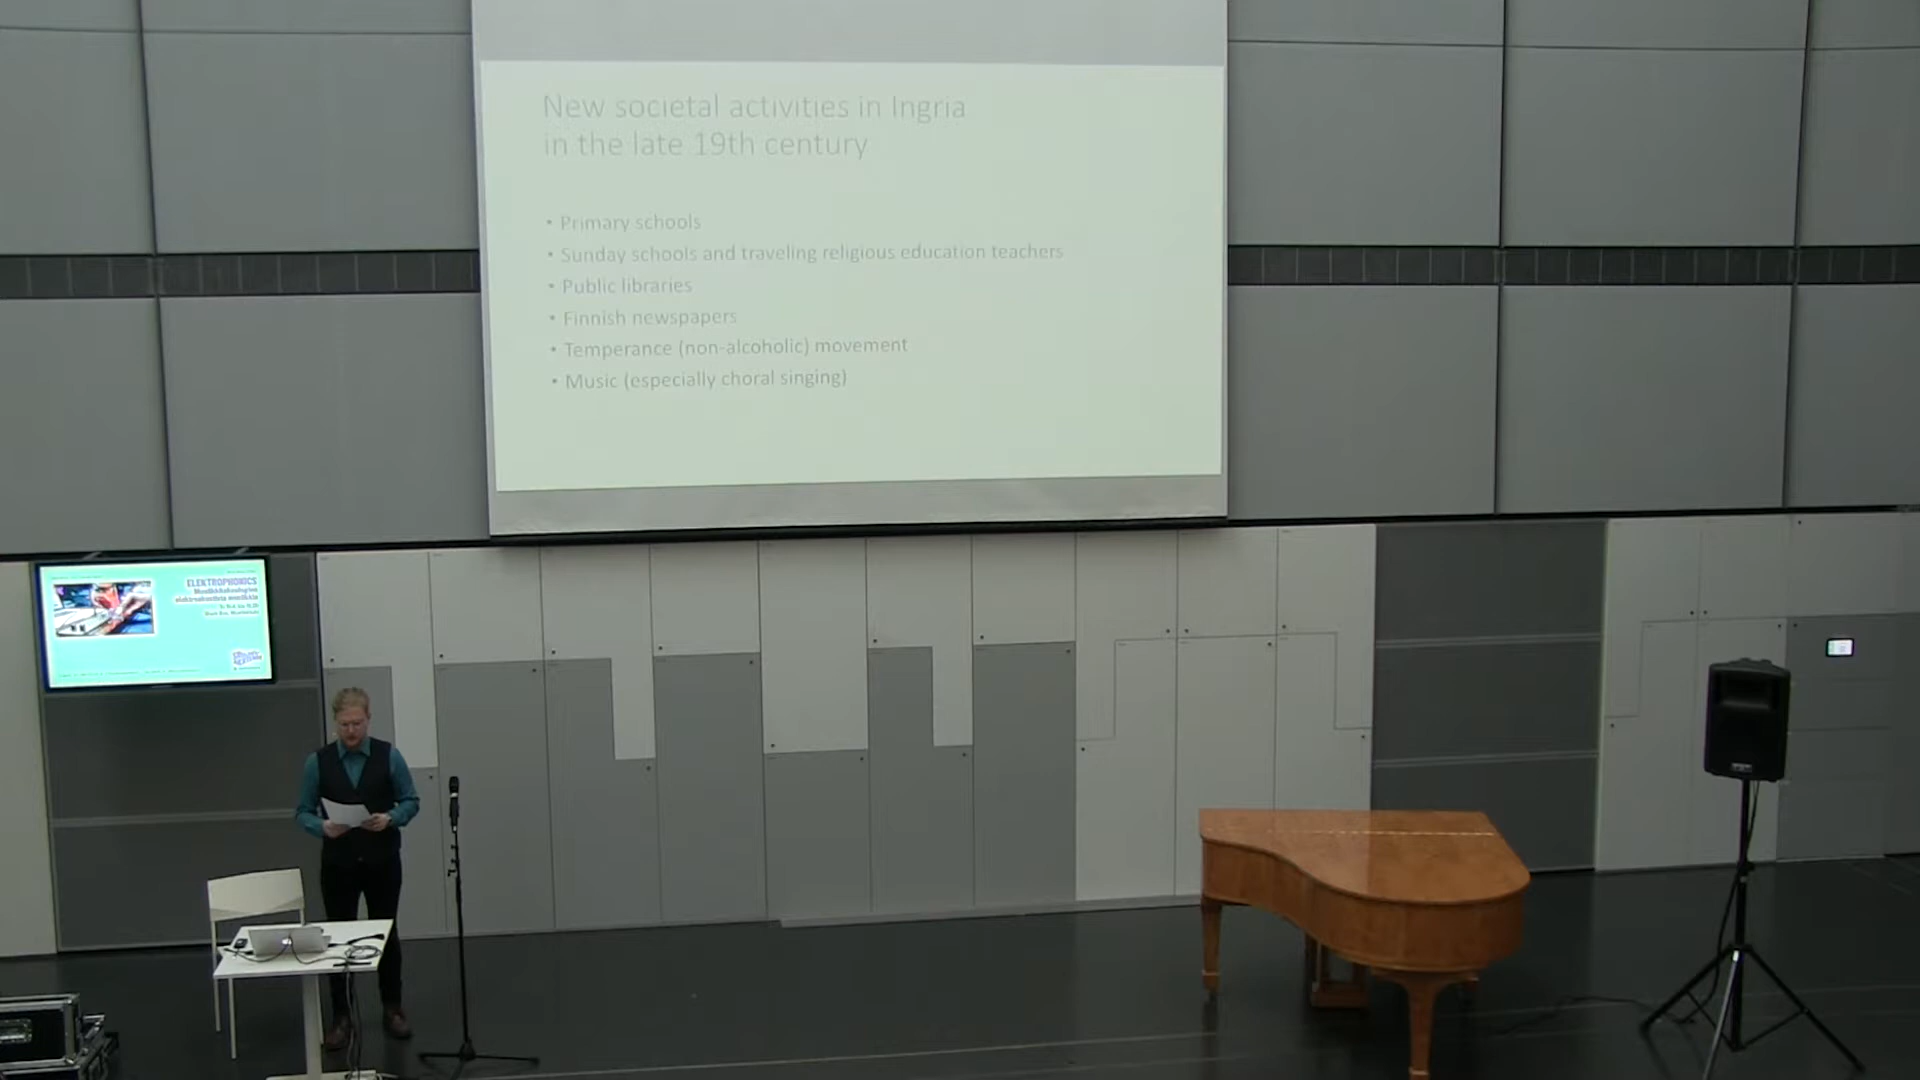 New societal activities in Ingria
in the late 19th century
• Primary schools
• Sunday schools and traveling religious education teachers
• Public libraries
• Finnish newspapers
• Temperance (non-alcoholic) movement
• Music (especially choral singing)
ELEKTROPHONICS
Musiikkiteknologian